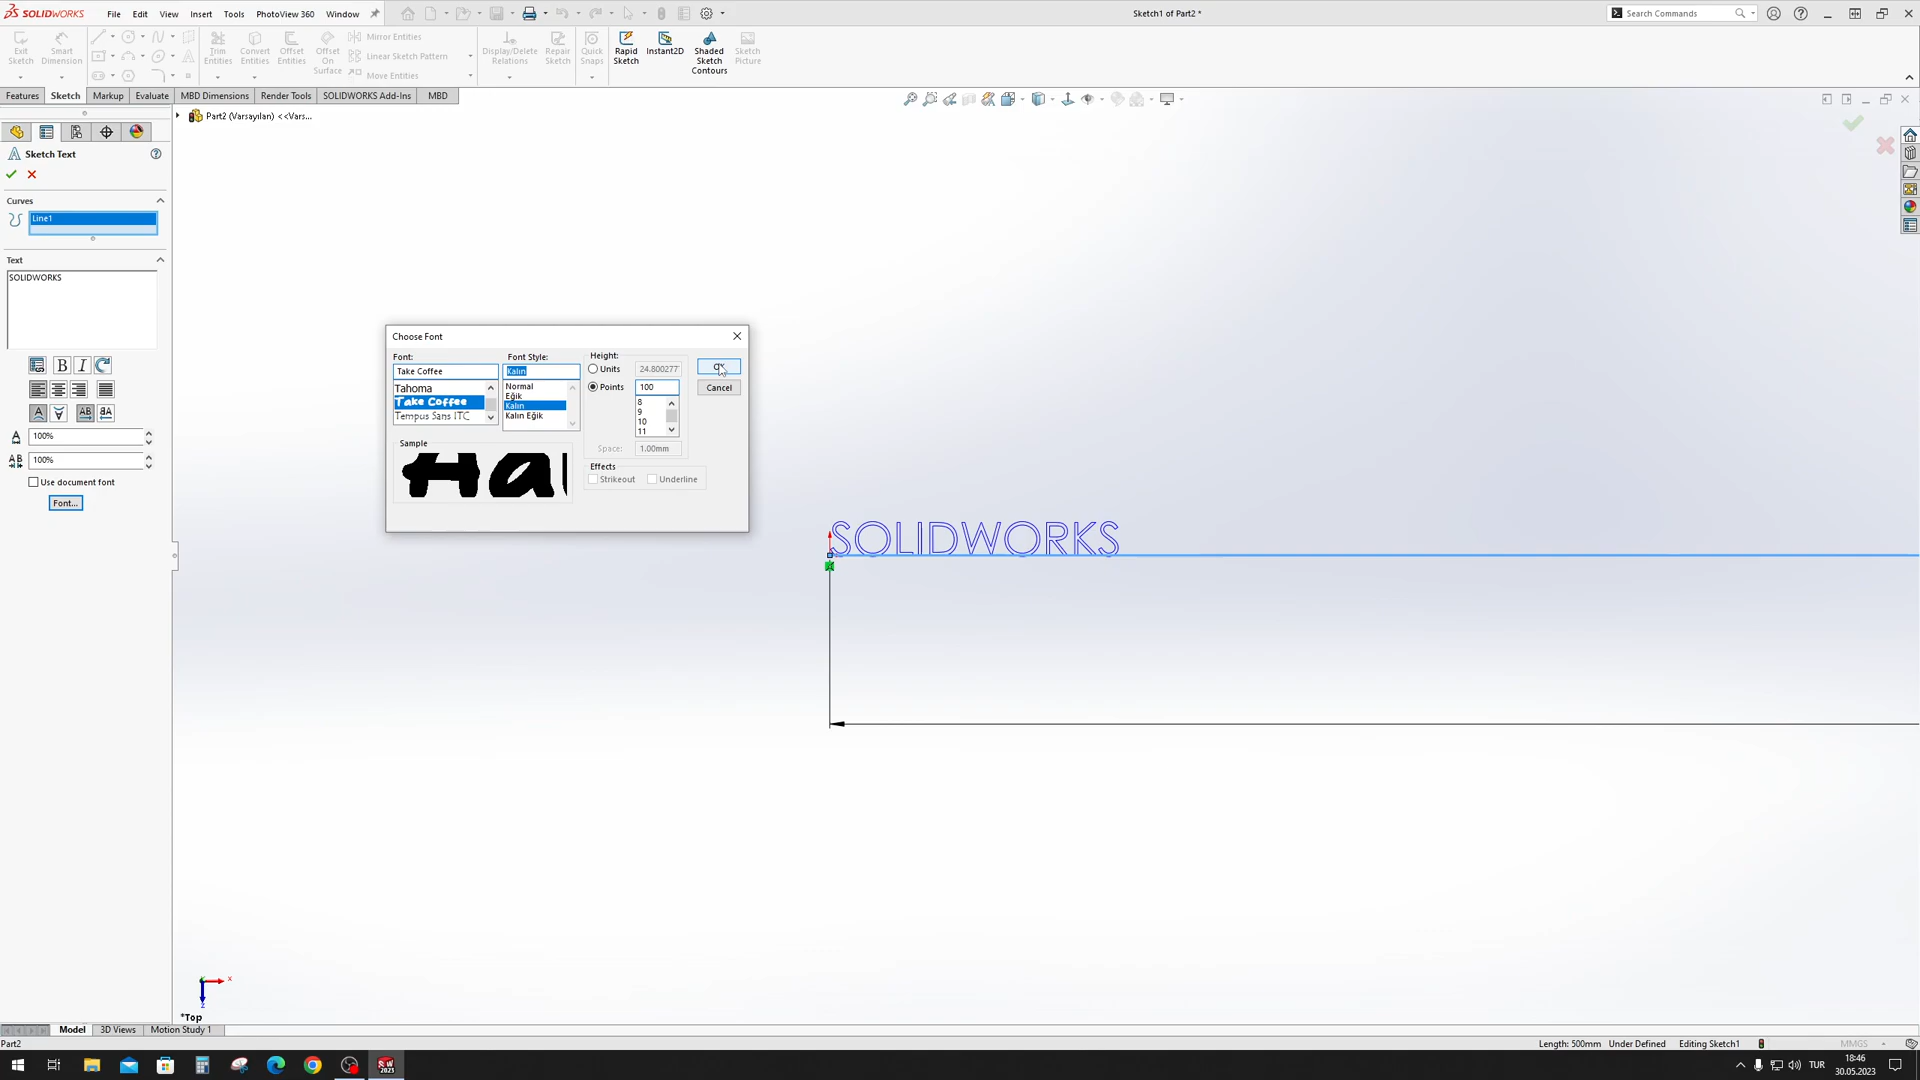 SOLIDWORKS File Edit View Insert Tools PhotoView 360 Window Sketch1 of Part2 * Search Commands
Exit Sketch Smart Dimension Trim Entities Convert Entities Offset Entities Offset On Surface Mirror Entities Linear Sketch Pattern Move Entities Display/Delete Relations Repair Sketch Quick Snaps Rapid Sketch Instant2D Shaded Sketch Contours Sketch Picture
Features Sketch Markup Evaluate MBD Dimensions Render Tools SOLIDWORKS Add-Ins MBD
Part2 (Varsayılan) <<Vars...
Sketch Text
Curves
Line1
Text
SOLIDWORKS
B I
AB
100%
AB 100%
Use document font
Font...
Choose Font
Font: Font Style: Height:
Take Coffee Kalın Units 24.800277
Tahoma
Take Coffee
Tempus Sans ITC
Normal
Eğik
Kalın
Kalın Eğik
Points 100
8
9
10
11
Cancel
Space: 1.00mm
Sample
Ha
Effects
Strikeout Underline
SOLIDWORKS
x
*Top
Model 3D Views Motion Study 1
Part2 Length: 500mm Under Defined Editing Sketch1 MMGS
SW 2023
TUR 18:46
30.05.2023